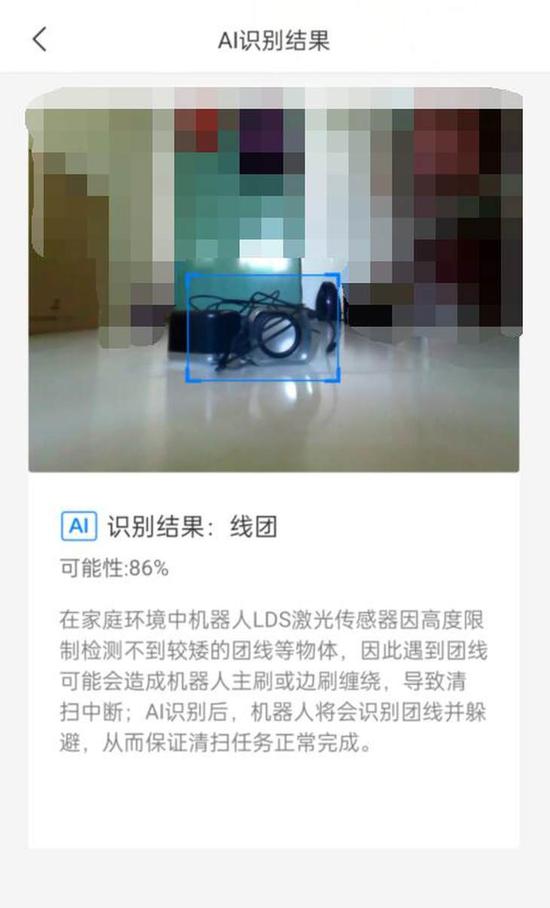 AI识别结果
AI 识别结果：线团
可能性:86%
在家庭环境中机器人LDS激光传感器因高度限
制检测不到较矮的团线等物体，因此遇到团线
可能会造成机器人主刷或边刷缠绕，导致清
扫中断；AI识别后，机器人将会识别团线并躲
避，从而保证清扫任务正常完成。